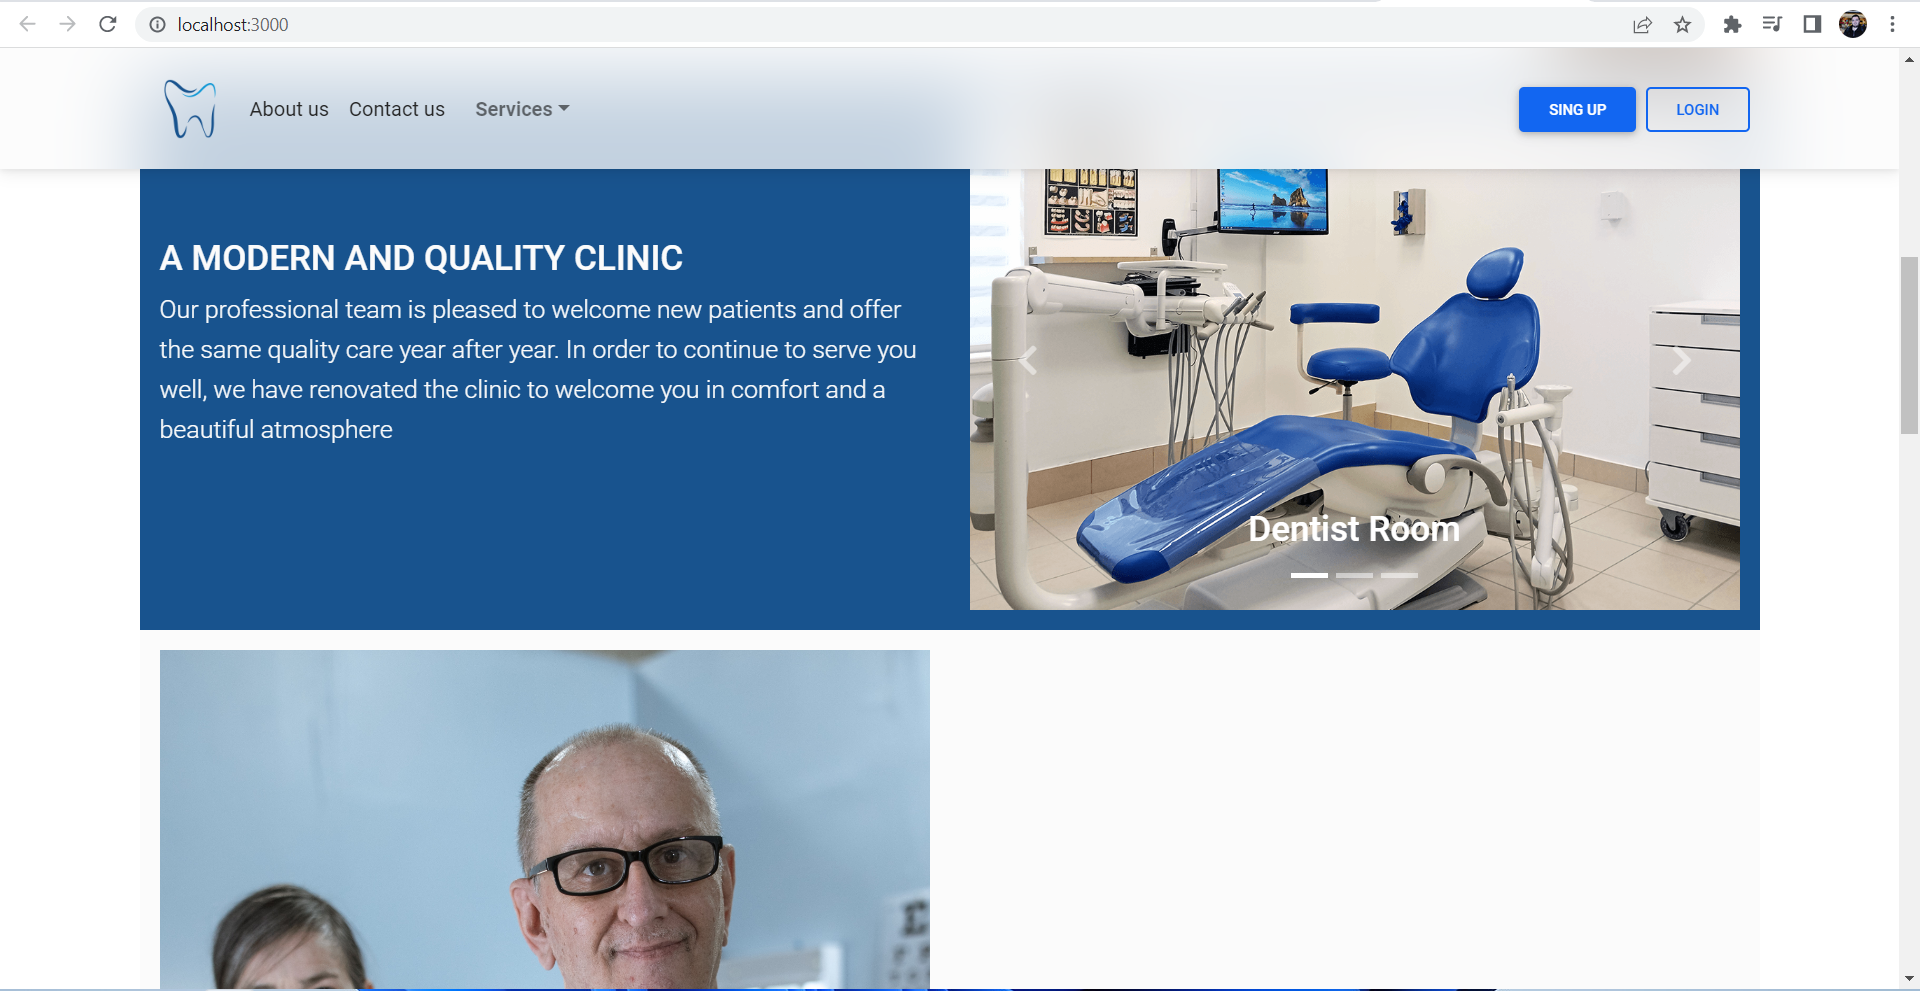 localhost:3000
About us Contact us Services
SING UP LOGIN
A MODERN AND QUALITY CLINIC
Our professional team is pleased to welcome new patients and offer
the same quality care year after year. In order to continue to serve you
well, we have renovated the clinic to welcome you in comfort and a
beautiful atmosphere
Dentist Room